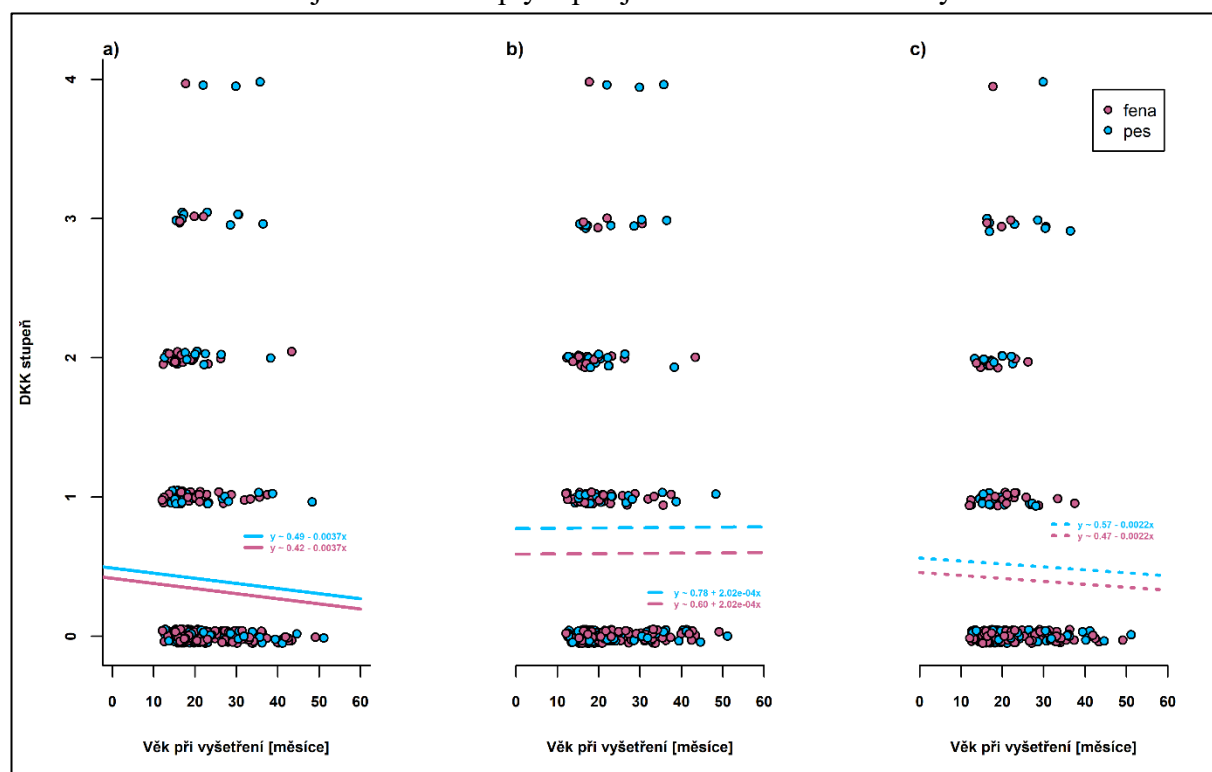 a)
b)
c)
fena
pes
DKK stupeň
4
3
2
1
0
y ~ 0.49 - 0.0037x
y ~ 0.42 - 0.0037x
y ~ 0.78 + 2.02e-04x
y ~ 0.60 + 2.02e-04x
y ~ 0.57 - 0.0022x
y ~ 0.47 - 0.0022x
0 10 20 30 40 50 60
0 10 20 30 40 50 60
0 10 20 30 40 50 60
Věk při vyšetření [měsíce]
Věk při vyšetření [měsíce]
Věk při vyšetření [měsíce]